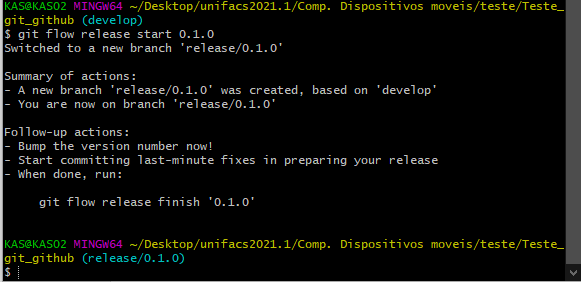 KAS@KASO2 MINGW64 ~/Desktop/unifacs2021.1/Comp. Dispositivos moveis/teste/Teste_
git_github (develop)
$ git flow release start 0.1.0
Switched to a new branch 'release/0.1.0'

Summary of actions:
- A new branch 'release/0.1.0' was created, based on 'develop'
- You are now on branch 'release/0.1.0'

Follow-up actions:
- Bump the version number now!
- Start committing last-minute fixes in preparing your release
- When done, run:

     git flow release finish '0.1.0'

KAS@KASO2 MINGW64 ~/Desktop/unifacs2021.1/Comp. Dispositivos moveis/teste/Teste_
git_github (release/0.1.0)
$